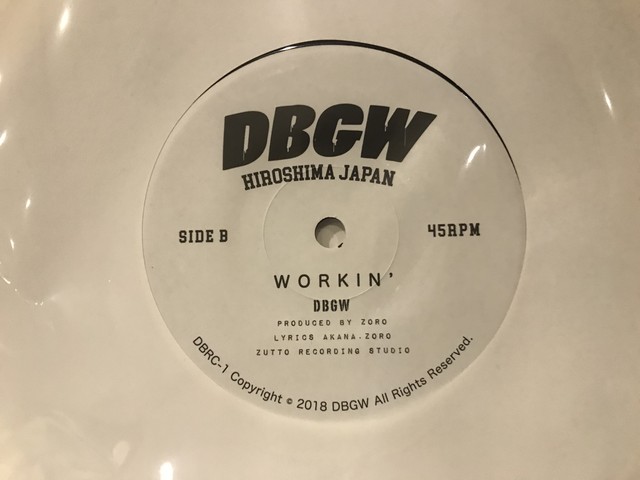 DBGW
HIROSHIMA JAPAN
SIDE B
45RPM
WORKIN'
DBGW
PRODUCED BY ZORO
LYRICS AKANA.ZORO
ZUTTO RECORDING STUDIO
DBRC-1 Copyright © 2018 DBGW All Rights Reserved.